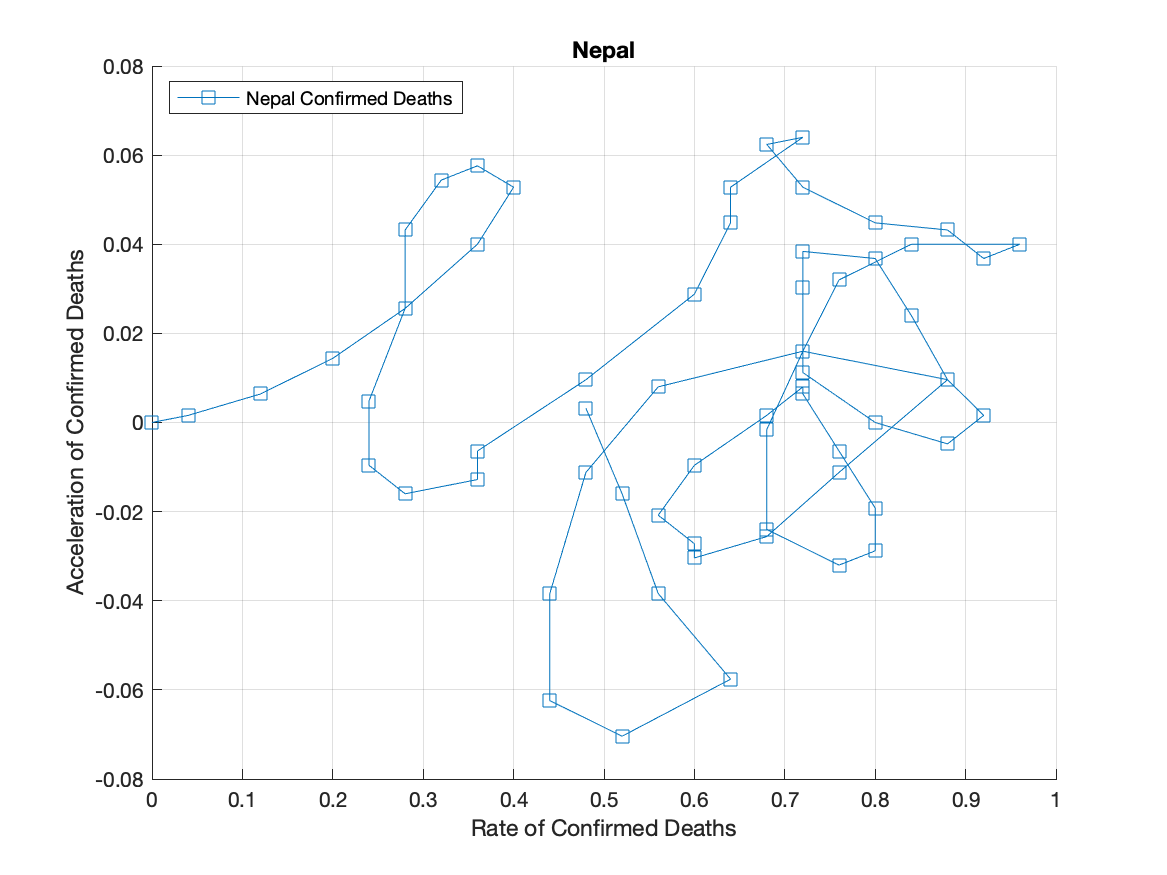 Nepal
Nepal Confirmed Deaths
0.08
0.06
0.04
0.02
0
-0.02
-0.04
-0.06
-0.08
Acceleration of Confirmed Deaths
0 0.1 0.2 0.3 0.4 0.5 0.6 0.7 0.8 0.9 1
Rate of Confirmed Deaths